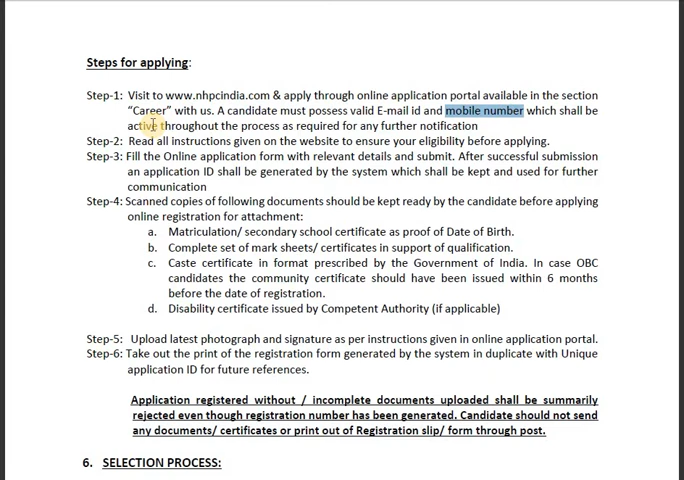 Steps for applying:
Step-1: Visit to www.nhpcindia.com & apply through online application portal available in the section
“Career” with us. A candidate must possess valid E-mail id and mobile number which shall be
active throughout the process as required for any further notification
Step-2: Read all instructions given on the website to ensure your eligibility before applying.
Step-3: Fill the Online application form with relevant details and submit. After successful submission
an application ID shall be generated by the system which shall be kept and used for further
communication
Step-4: Scanned copies of following documents should be kept ready by the candidate before applying
online registration for attachment:
a. Matriculation/ secondary school certificate as proof of Date of Birth.
b. Complete set of mark sheets/ certificates in support of qualification.
c. Caste certificate in format prescribed by the Government of India. In case OBC
candidates the community certificate should have been issued within 6 months
before the date of registration.
d. Disability certificate issued by Competent Authority (if applicable)
Step-5: Upload latest photograph and signature as per instructions given in online application portal.
Step-6: Take out the print of the registration form generated by the system in duplicate with Unique
application ID for future references.
Application registered without / incomplete documents uploaded shall be summarily
rejected even though registration number has been generated. Candidate should not send
any documents/ certificates or print out of Registration slip/ form through post.
6. SELECTION PROCESS: